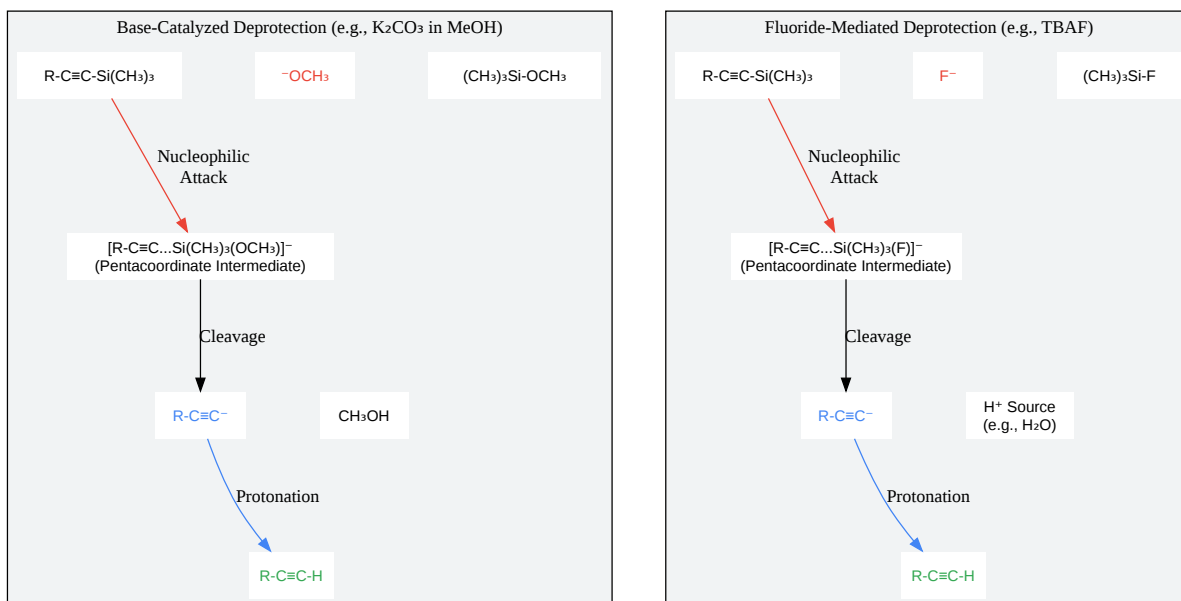 Base-Catalyzed Deprotection (e.g., K₂CO₃ in MeOH)
R-C≡C-Si(CH₃)₃
⁻OCH₃
(CH₃)₃Si-OCH₃
Nucleophilic
Attack
[R-C≡C...Si(CH₃)₃(OCH₃)]⁻
(Pentacoordinate Intermediate)
Cleavage
R-C≡C⁻
CH₃OH
Protonation
R-C≡C-H
Fluoride-Mediated Deprotection (e.g., TBAF)
R-C≡C-Si(CH₃)₃
F⁻
(CH₃)₃Si-F
Nucleophilic
Attack
[R-C≡C...Si(CH₃)₃(F)]⁻
(Pentacoordinate Intermediate)
Cleavage
R-C≡C⁻
H⁺ Source
(e.g., H₂O)
Protonation
R-C≡C-H